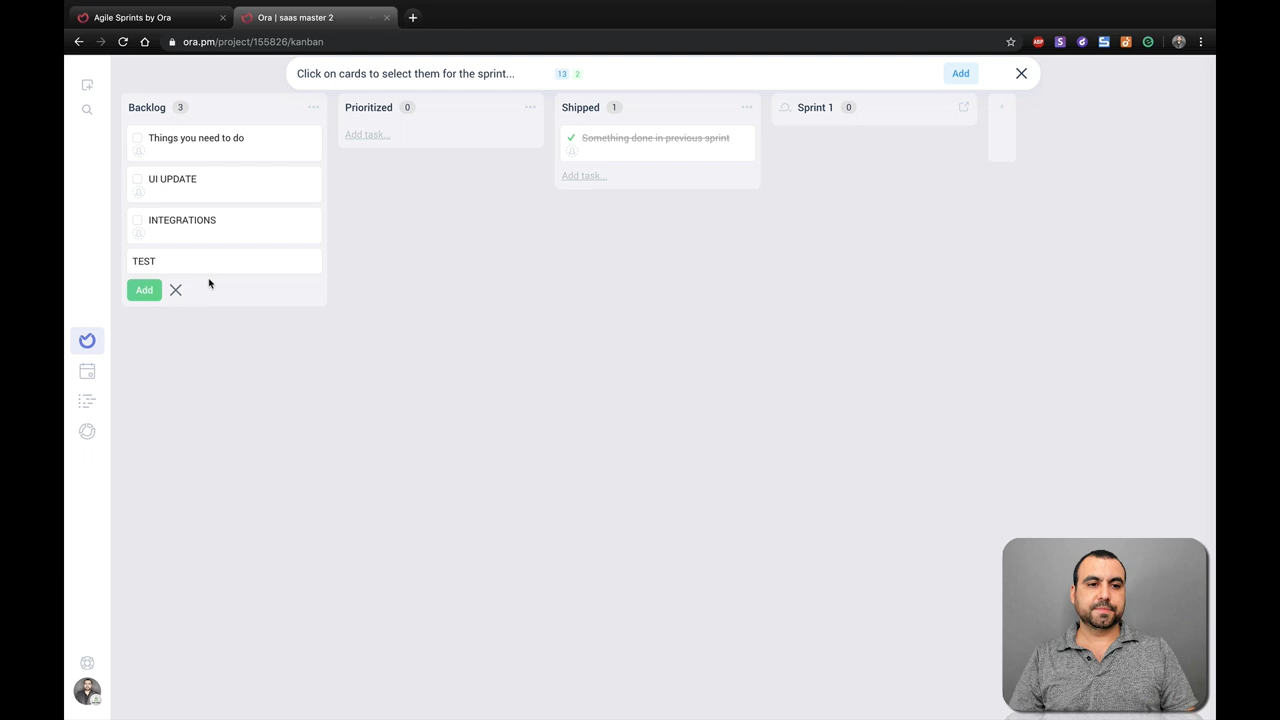 Agile Sprints by Ora
Ora | saas master 2
ora.pm/project/155826/kanban
ABP
Click on cards to select them for the sprint...
13 2
Add
Backlog 3
Prioritized 0
Shipped 1
Sprint 1 0
Things you need to do
Add task...
Something done in previous sprint
UI UPDATE
Add task...
INTEGRATIONS
TEST
Add